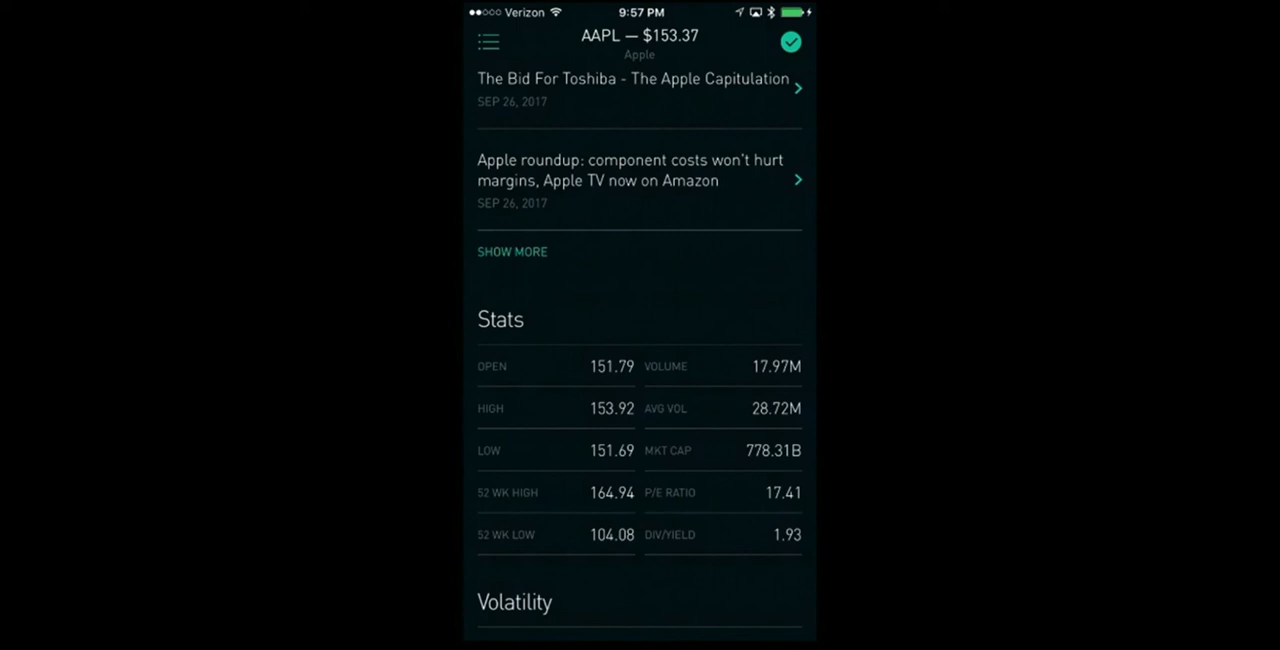 ●●○○○ Verizon 9:57 PM
AAPL — $153.37
Apple
The Bid For Toshiba - The Apple Capitulation
SEP 26, 2017
Apple roundup: component costs won't hurt
margins, Apple TV now on Amazon
SEP 26, 2017
SHOW MORE
Stats
OPEN 151.79 VOLUME 17.97M
HIGH 153.92 AVG VOL 28.72M
LOW 151.69 MKT CAP 778.31B
52 WK HIGH 164.94 P/E RATIO 17.41
52 WK LOW 104.08 DIV/YIELD 1.93
Volatility